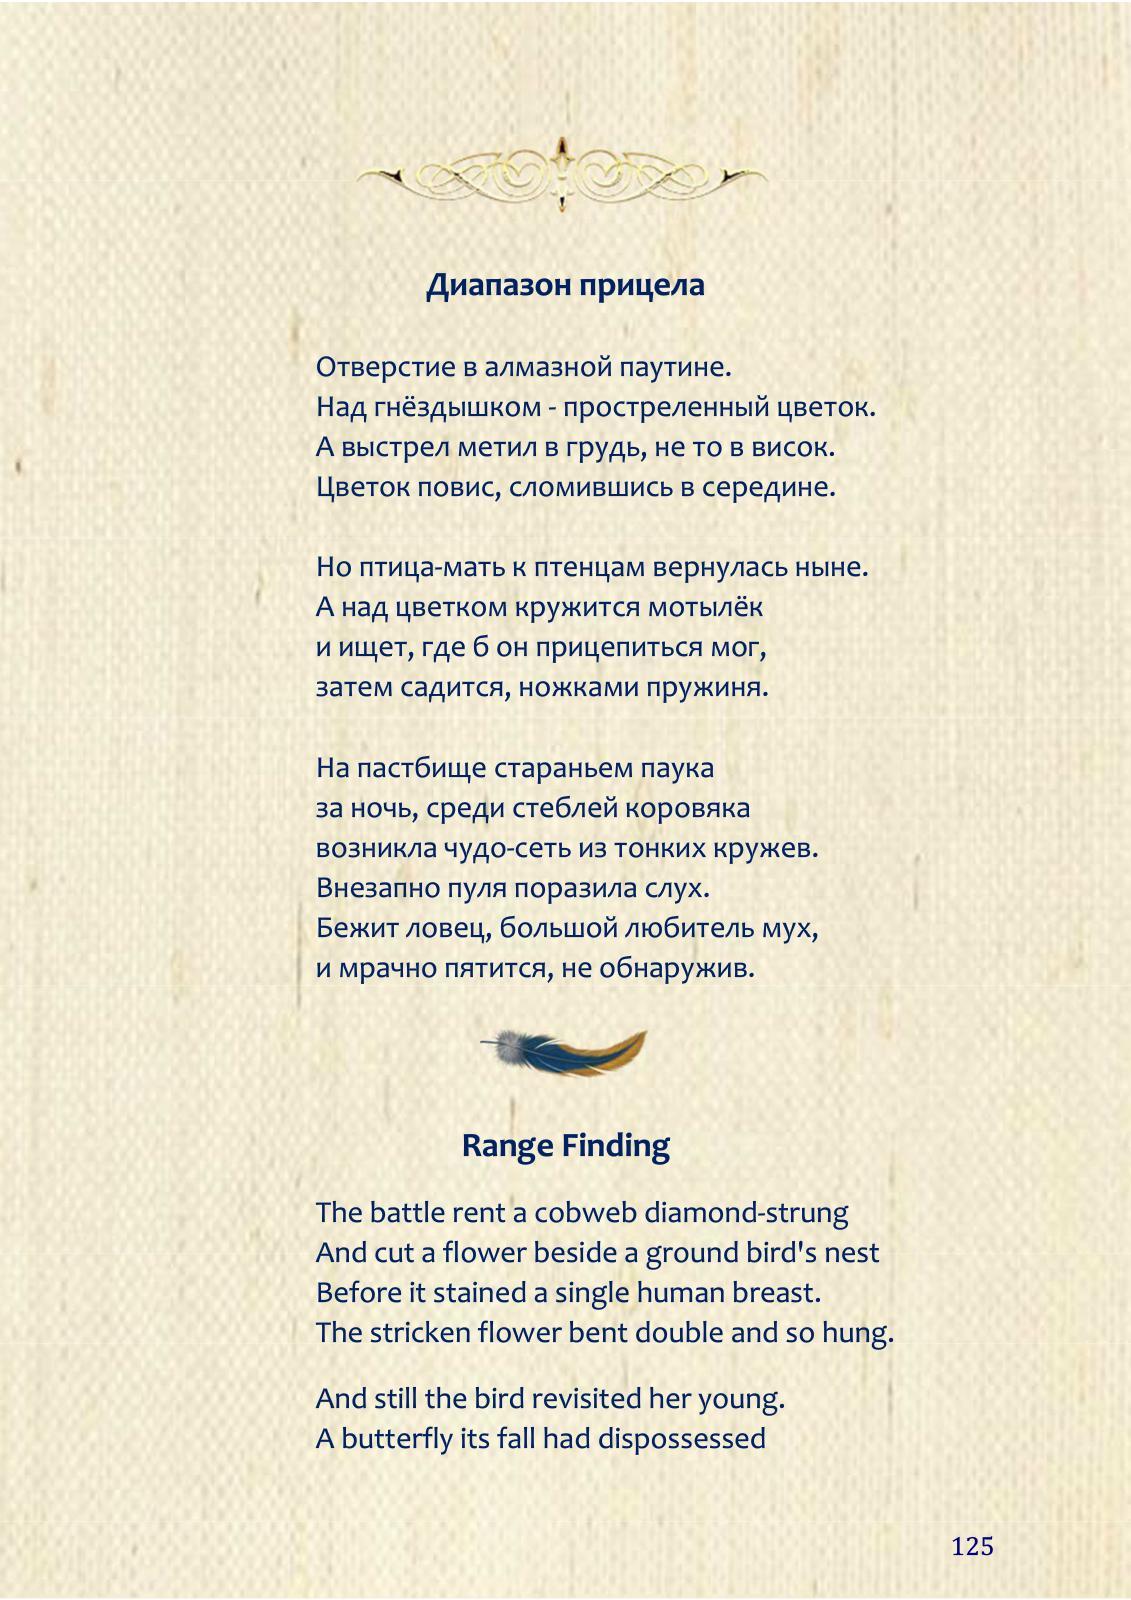 Диапазон прицела
Отверстие в алмазной паутине.
Над гнёздышком - простреленный цветок.
А выстрел метил в грудь, не то в висок.
Цветок повис, сломившись в середине.
Но птица-мать к птенцам вернулась ныне.
А над цветком кружится мотылёк
и ищет, где б он прицепиться мог,
затем садится, ножками пружиня.
На пастбище стараньем паука
за ночь, среди стеблей коровяка
возникла чудо-сеть из тонких кружев.
Внезапно пуля поразила слух.
Бежит ловец, большой любитель мух,
и мрачно пятится, не обнаружив.
Range Finding
The battle rent a cobweb diamond-strung
And cut a flower beside a ground bird's nest
Before it stained a single human breast.
The stricken flower bent double and so hung.
And still the bird revisited her young.
A butterfly its fall had dispossessed
125